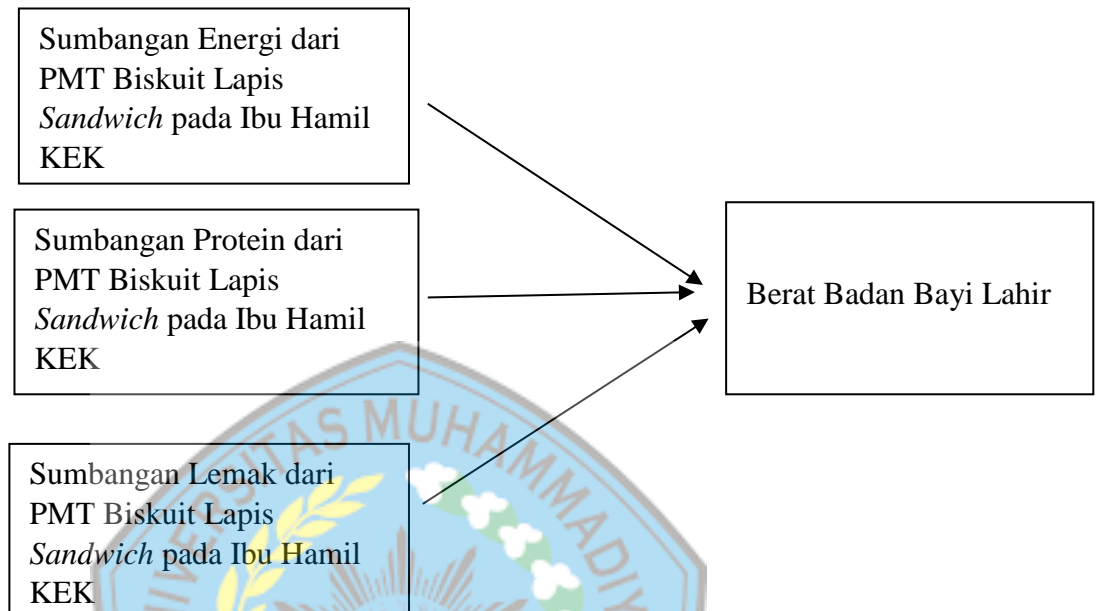 Sumbangan Energi dari
PMT Biskuit Lapis
Sandwich pada Ibu Hamil
KEK
Sumbangan Protein dari
PMT Biskuit Lapis
Sandwich pada Ibu Hamil
KEK
Berat Badan Bayi Lahir
Sumbangan Lemak dari
PMT Biskuit Lapis
Sandwich pada Ibu Hamil
KEK
MUHAMMADIY